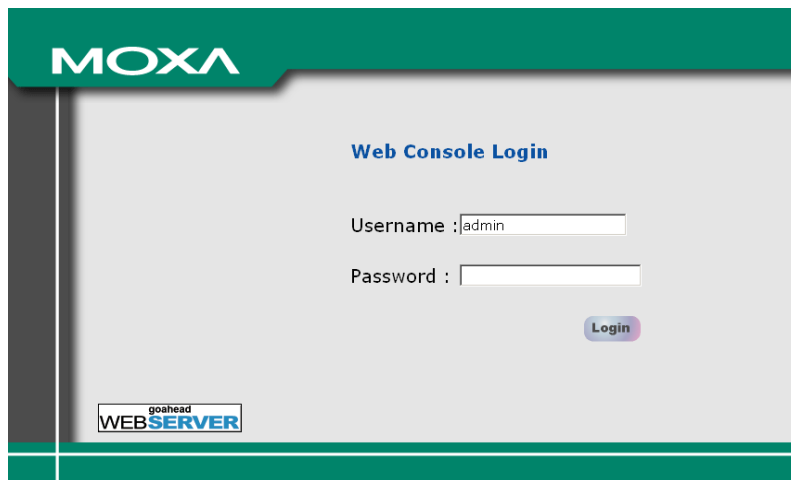 MOXA
Web Console Login
Username : admin
Password :
Login
goahead
WEBSERVER